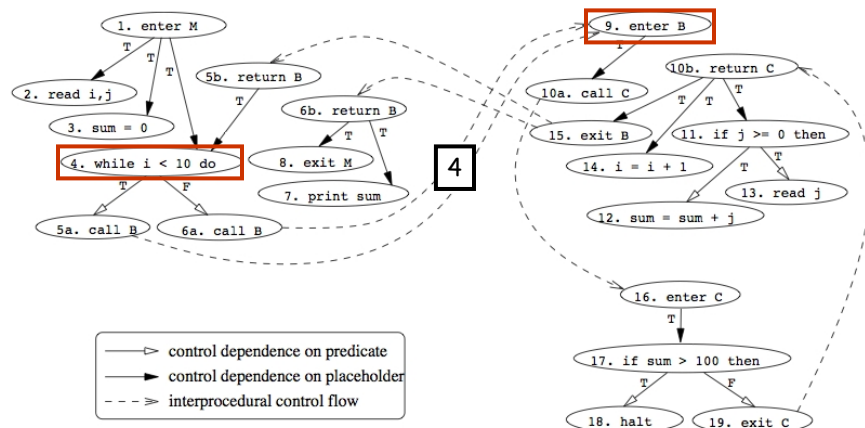 1. enter M
T
T
T
2. read i,j
3. sum = 0
5b. return B
T
6b. return B
T
T
4. while i < 10 do
T
F
8. exit M
7. print sum
5a. call B
6a. call B
4
9. enter B
T
10a. call C
10b. return C
T
T
T
15. exit B
11. if j >= 0 then
T
T
14. i = i + 1
13. read j
12. sum = sum + j
16. enter C
T
17. if sum > 100 then
T
F
18. halt
19. exit C
control dependence on predicate
control dependence on placeholder
interprocedural control flow